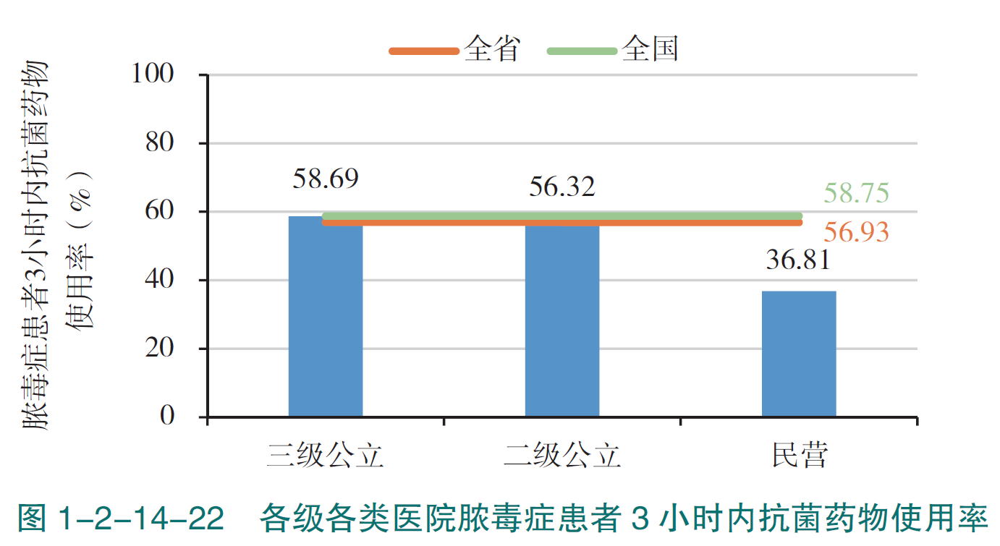 全省 全国
脓毒症患者3小时内抗菌药物
使用率（%）
100
80
60
40
20
0
58.69
56.32
58.75
56.93
36.81
三级公立 二级公立 民营
图 1–2–14–22 各级各类医院脓毒症患者 3 小时内抗菌药物使用率